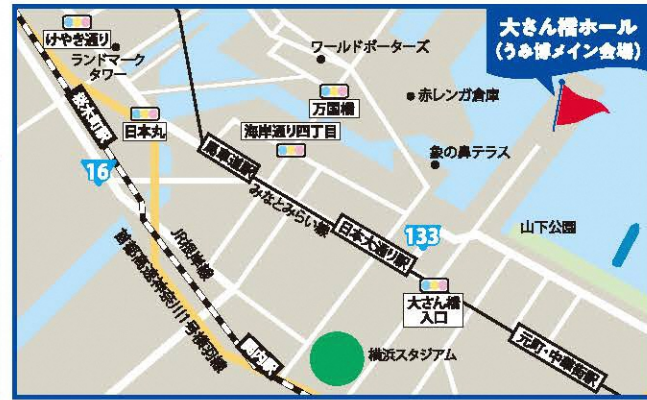 大さん橋ホール
(うみ博メイン会場)
けやき通り
ランドマーク
タワー
ワールドポーターズ
万国橋
赤レンガ倉庫
桜木町駅
日本丸
海岸通り四丁目
馬車道駅
象の鼻テラス
16
みなとみらい線
日本大通り駅
133
山下公園
JR根岸線
首都高速神奈川1号横羽線
大さん橋
入口
関内駅
横浜スタジアム
元町・中華街駅